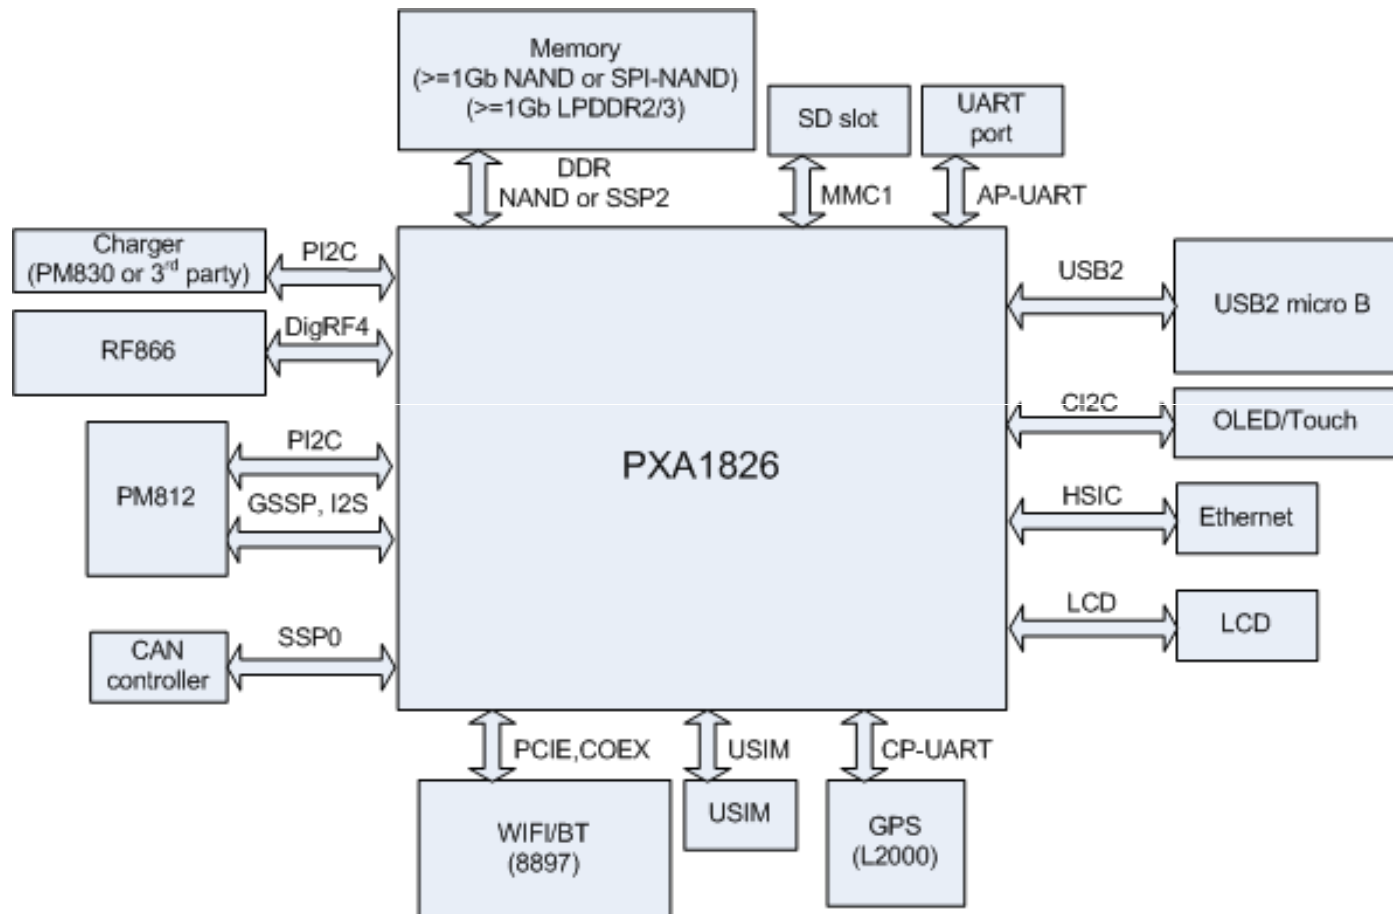 Memory
(>=1Gb NAND or SPI-NAND)
(>=1Gb LPDDR2/3)
SD slot
UART
port
DDR
NAND or SSP2
MMC1
AP-UART
Charger
(PM830 or 3rd party)
PI2C
USB2
USB2 micro B
RF866
DigRF4
CI2C
OLED/Touch
PM812
PI2C
GSSP, I2S
PXA1826
HSIC
Ethernet
CAN
controller
SSP0
LCD
LCD
PCIE,COEX
USIM
CP-UART
WIFI/BT
(8897)
USIM
GPS
(L2000)